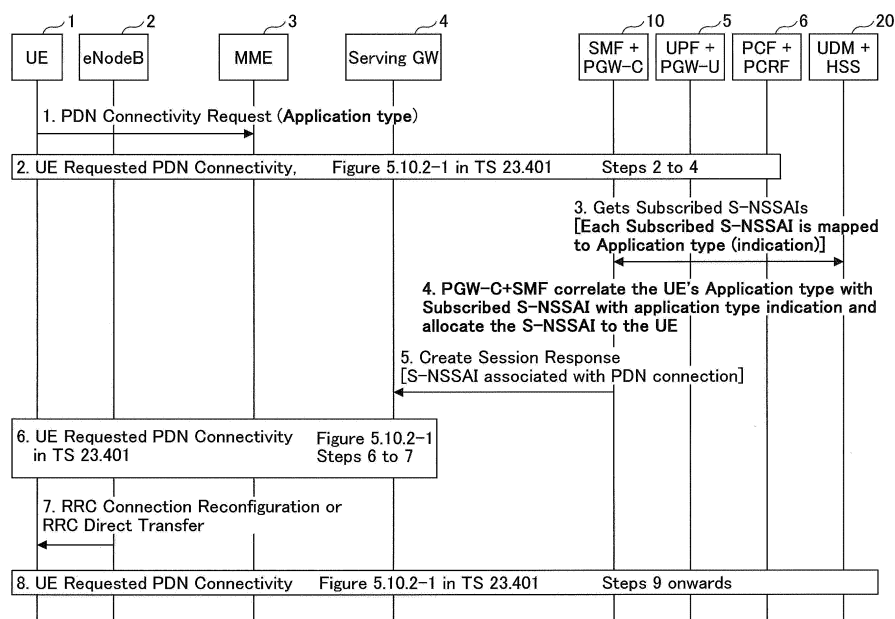 1 2 3 4 10 5 6 20
UE eNodeB MME Serving GW SMF + PGW-C UPF + PGW-U PCF + PCRF UDM + HSS
1. PDN Connectivity Request (Application type)
2. UE Requested PDN Connectivity, Figure 5.10.2-1 in TS 23.401 Steps 2 to 4
3. Gets Subscribed S-NSSAIs
[Each Subscribed S-NSSAI is mapped
to Application type (indication)]
4. PGW-C+SMF correlate the UE's Application type with
Subscribed S-NSSAI with application type indication and
allocate the S-NSSAI to the UE
5. Create Session Response
[S-NSSAI associated with PDN connection]
6. UE Requested PDN Connectivity Figure 5.10.2-1
in TS 23.401 Steps 6 to 7
7. RRC Connection Reconfiguration or
RRC Direct Transfer
8. UE Requested PDN Connectivity Figure 5.10.2-1 in TS 23.401 Steps 9 onwards